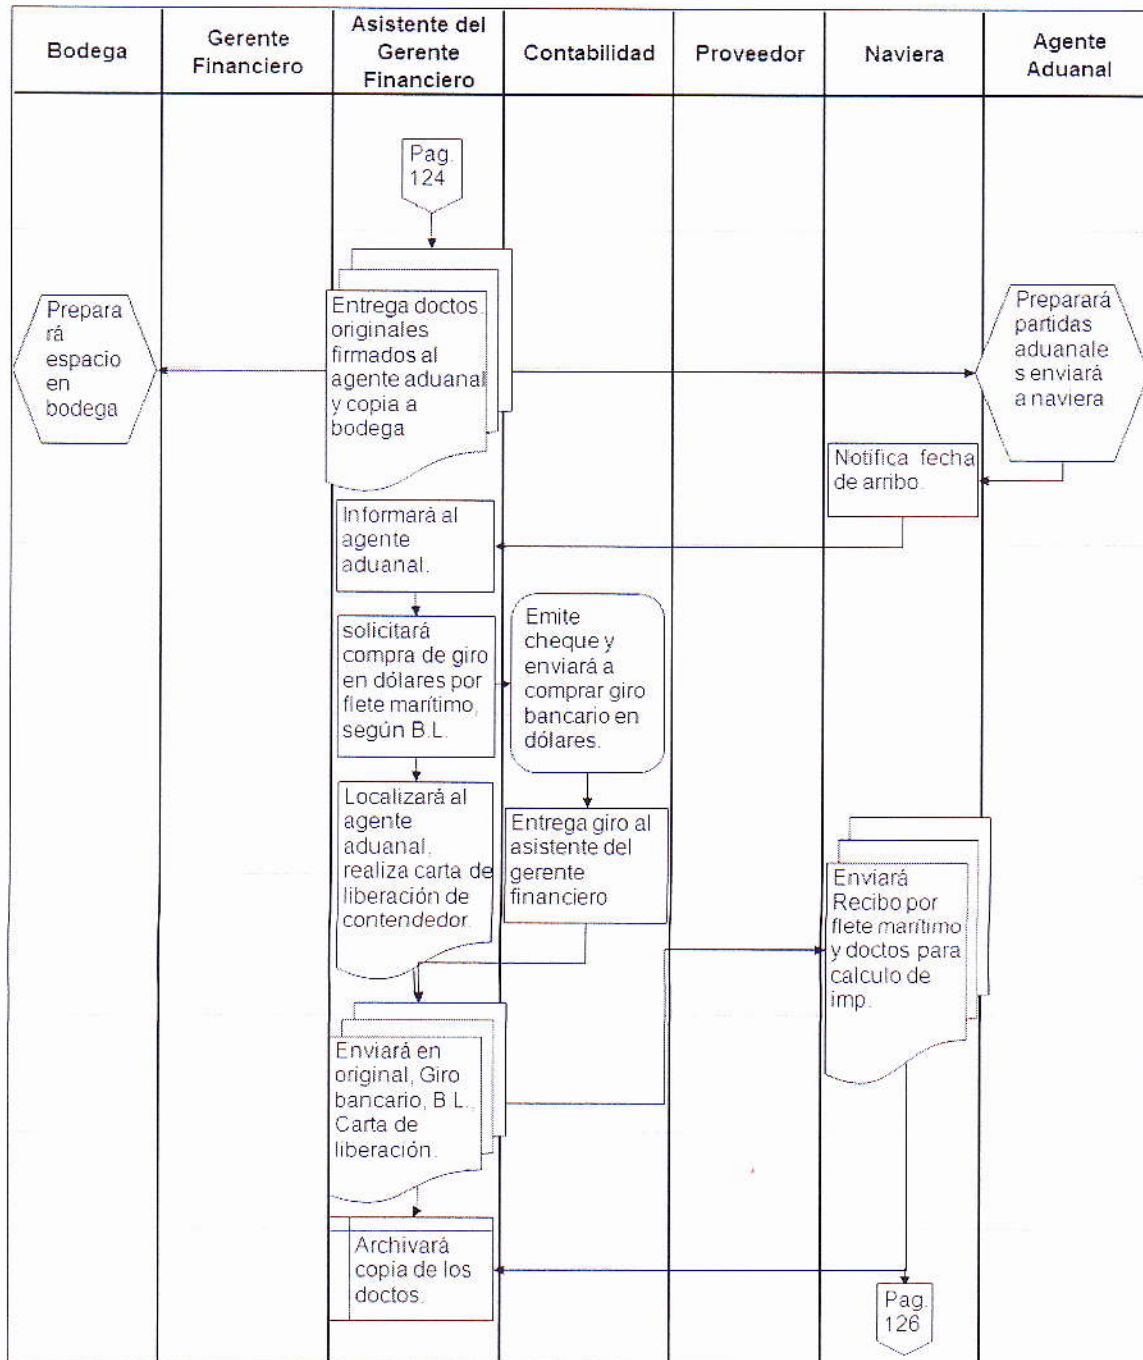 Bodega
Gerente
Financiero
Asistente del
Gerente
Financiero
Contabilidad
Proveedor
Naviera
Agente
Aduanal
Pag.
124
Entrega doctos.
originales
firmados al
agente aduanal
y copia a
bodega
Prepara
rá
espacio
en
bodega
Preparará
partidas
aduanale
s enviará
a naviera
Notifica fecha
de arribo.
Informará al
agente
aduanal.
solicitará
compra de giro
en dólares por
flete marítimo,
según B.L.
Emite
cheque y
enviará a
comprar giro
bancario en
dólares.
Localizará al
agente
aduanal,
realiza carta de
liberación de
contendedor.
Entrega giro al
asistente del
gerente
financiero
Enviará
Recibo por
flete marítimo
y doctos para
calculo de
imp.
Enviará en
original, Giro
bancario, B.L.,
Carta de
liberación.
Archivará
copia de los
doctos.
Pag.
126